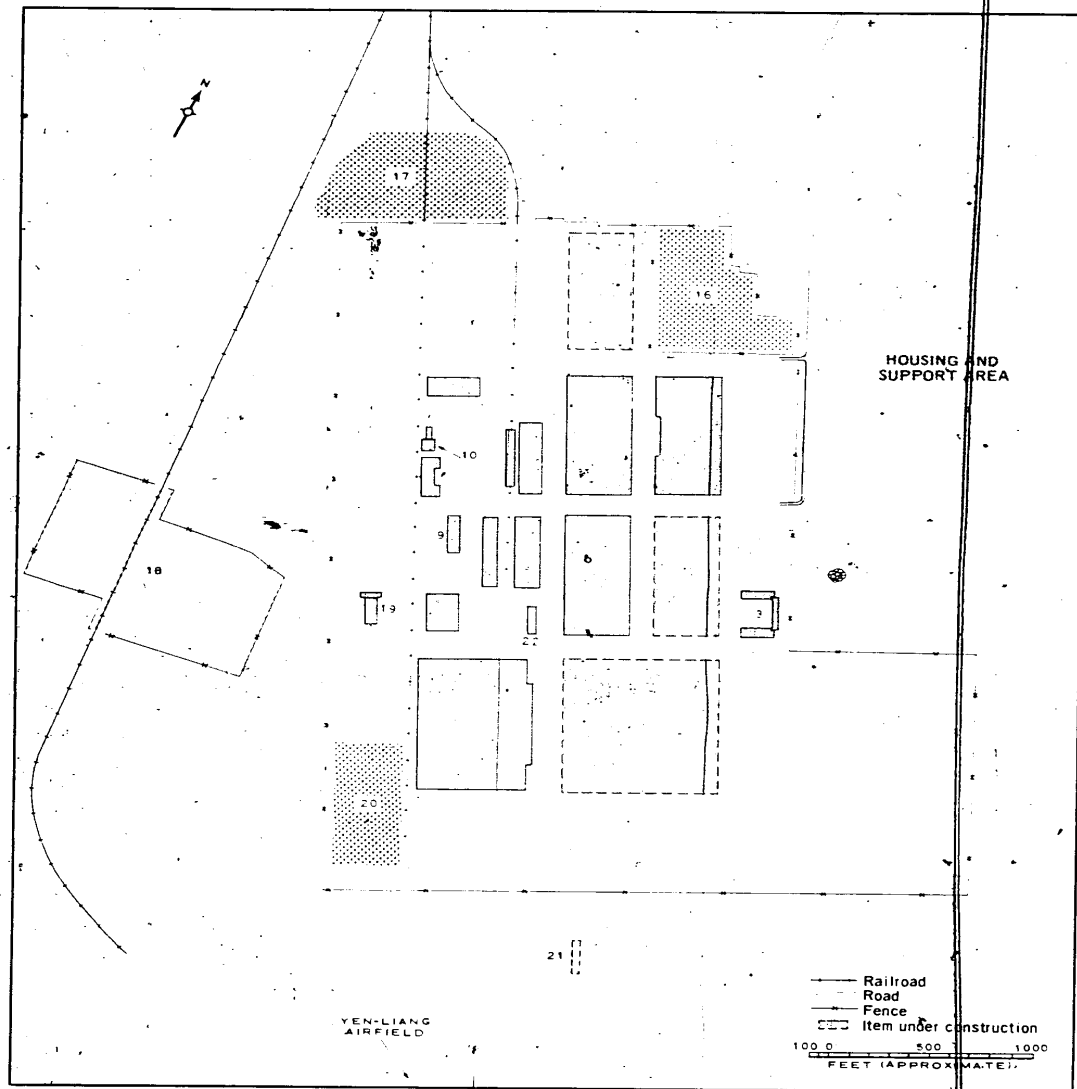 N
17
16
HOUSING AND
SUPPORT AREA
10
9
8
18
19
3
22
20
21
YEN-LIANG
AIRFIELD
Railroad
Road
Fence
Item under construction
100 0 500 1000
FEET (APPROXIMATE)